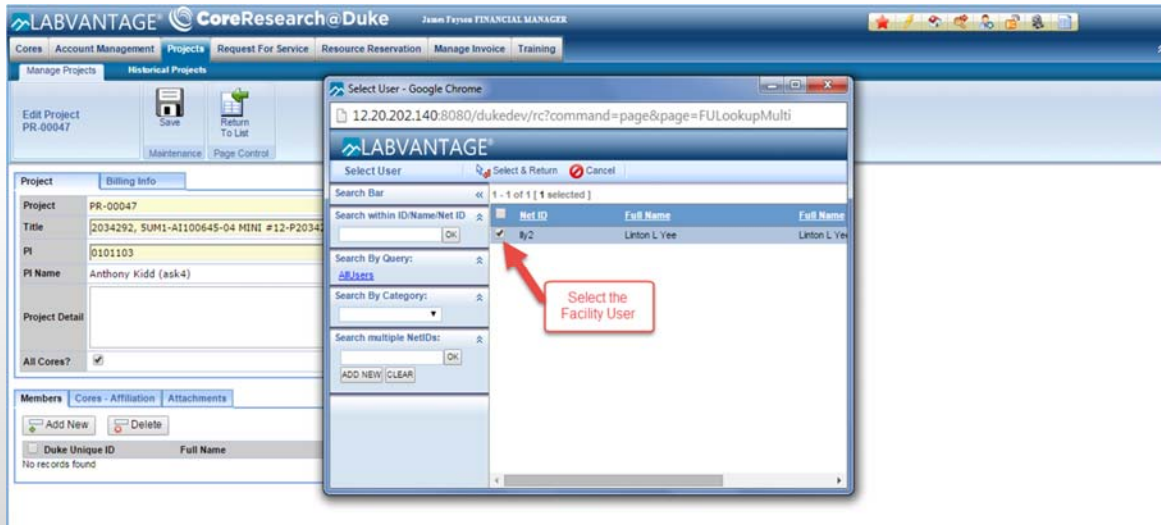 LABVANTAGE® CoreResearch@Duke James Fayson FINANCIAL MANAGER
Cores Account Management Projects Request For Service Resource Reservation Manage Invoice Training
Manage Projects Historical Projects
Edit Project
PR-00047
Save
Return
To List
Maintenance Page Control
Project Billing Info
Project PR-00047
Title 2034292, 5UM1-AI100645-04 MINI #12-P20342
PI 0101103
PI Name Anthony Kidd (ask4)
Project Detail
All Cores?
Members Cores - Affiliation Attachments
Add New Delete
Duke Unique ID Full Name
No records found
Select User - Google Chrome
12.20.202.140:8080/dukedev/rc?command=page&page=FULookupMulti
LABVANTAGE®
Select User Select & Return Cancel
Search Bar 1 - 1 of 1 [ 1 selected ]
Search within ID/Name/Net ID
OK
Search By Query:
AllUsers
Search By Category:
Search multiple NetIDs:
OK
ADD NEW CLEAR
Net ID Full Name Full Name
lly2 Linton L Yee Linton L Yee
Select the
Facility User